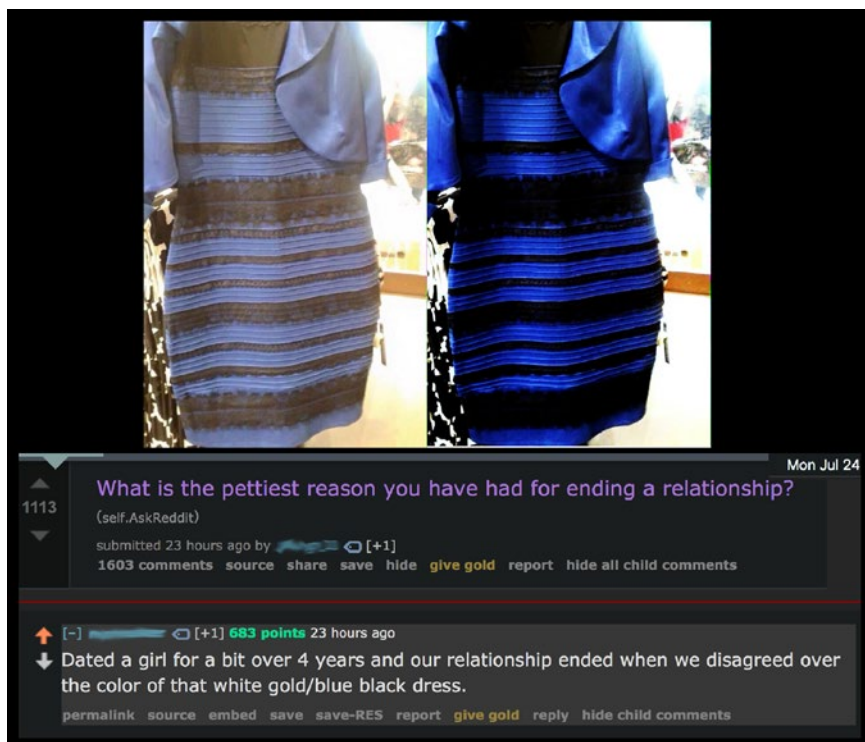 Mon Jul 24
What is the pettiest reason you have had for ending a relationship?
1113
(self.AskReddit)
submitted 23 hours ago by [+1]
1603 comments source share save hide give gold report hide all child comments
[-] [+1] 683 points 23 hours ago
Dated a girl for a bit over 4 years and our relationship ended when we disagreed over
the color of that white gold/blue black dress.
permalink source embed save save-RES report give gold reply hide child comments